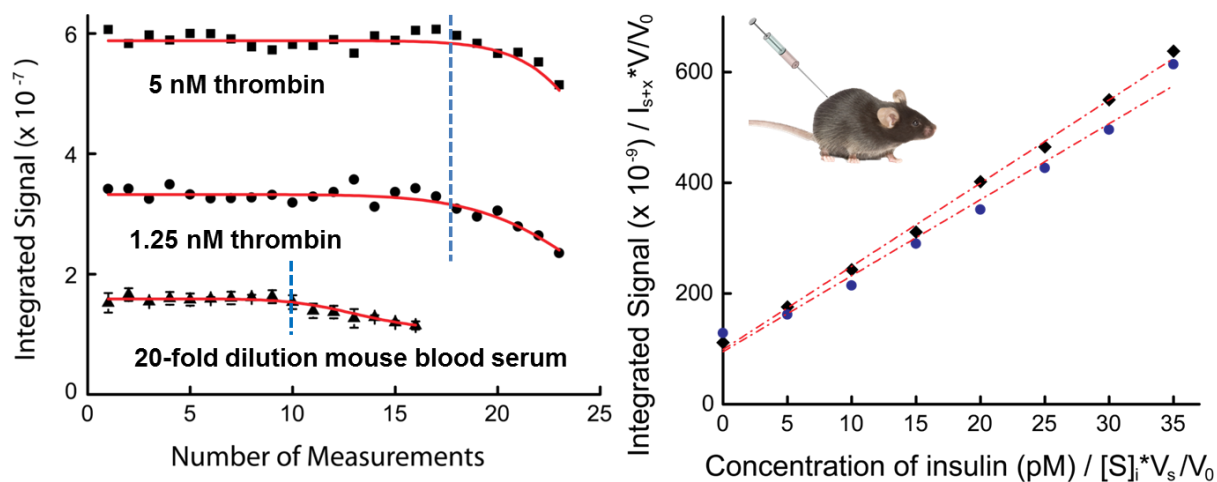 Integrated Signal (x 10⁻⁷)
6
4
2
0
5 nM thrombin
1.25 nM thrombin
20-fold dilution mouse blood serum
0 5 10 15 20 25
Number of Measurements
Integrated Signal (x 10⁻⁹) / Iₛ₊ₓ*V/V₀
600
400
200
0
0 5 10 15 20 25 30 35
Concentration of insulin (pM) / [S]ᵢ*Vₛ/V₀